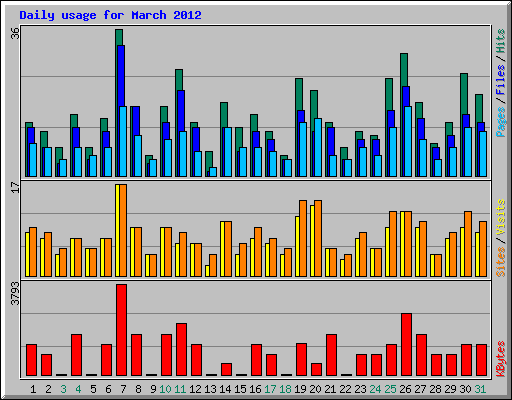 Daily usage for March 2012
36
Pages/Files/Hits
17
Sites/Visits
3793
KBytes
1 2 3 4 5 6 7 8 9 10 11 12 13 14 15 16 17 18 19 20 21 22 23 24 25 26 27 28 29 30 31